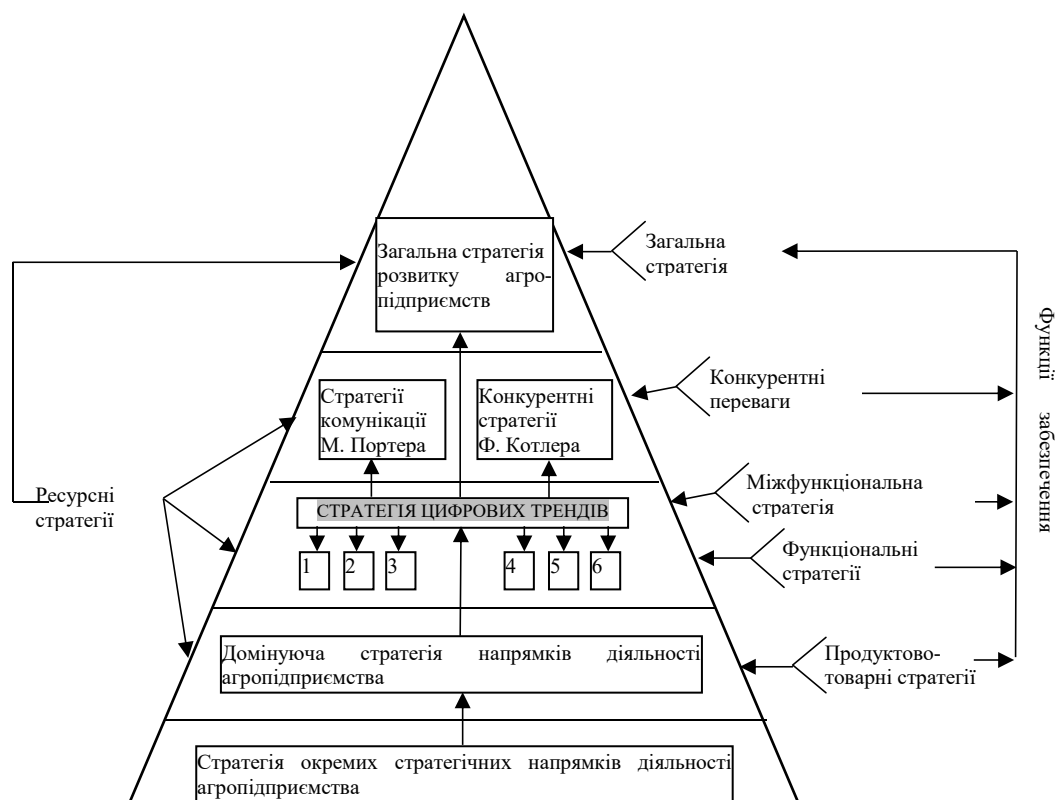 Загальна стратегія
розвитку агро-
підприємств
Загальна
стратегія
Стратегії
комунікації
М. Портера
Конкурентні
стратегії
Ф. Котлера
Конкурентні
переваги
Функції забезпечення
Ресурсні
стратегії
СТРАТЕГІЯ ЦИФРОВИХ ТРЕНДІВ
Міжфункціональна
стратегія
1 2 3 4 5 6
Функціональні
стратегії
Домінуюча стратегія напрямків діяльності
агропідприємства
Продуктово-
товарні стратегії
Стратегія окремих стратегічних напрямків діяльності
агропідприємства